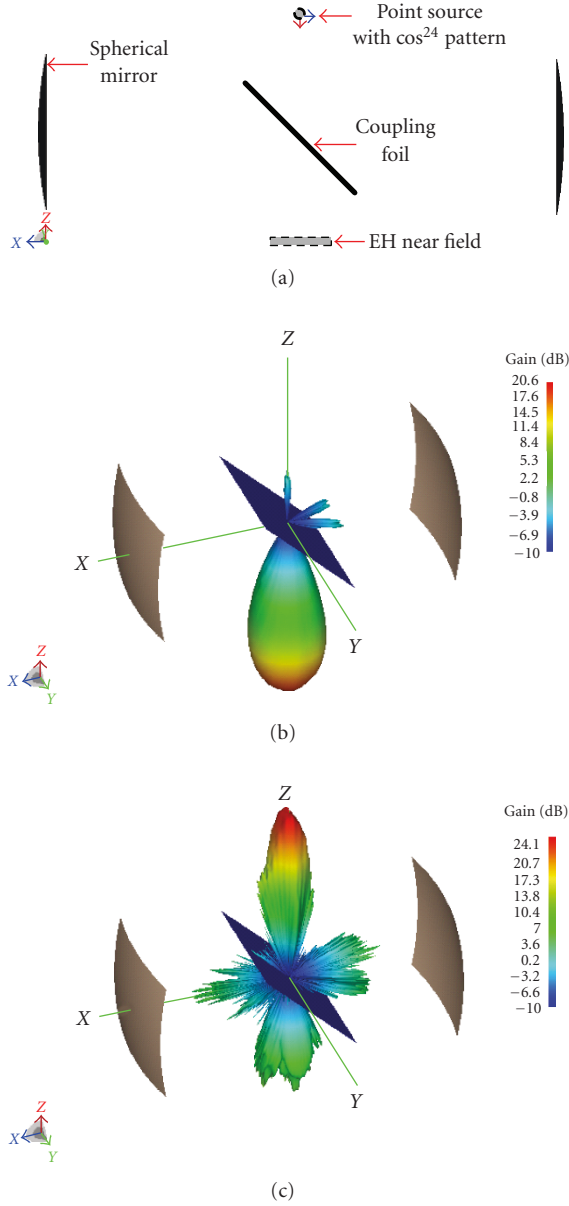 Point source
with cos24 pattern
Spherical
mirror
Coupling
foil
Z
X
EH near field
(a)
Z
Gain (dB)
20.6
17.6
14.5
11.4
8.4
5.3
2.2
−0.8
−3.9
−6.9
−10
X
Y
Z
X
Y
(b)
Z
Gain (dB)
24.1
20.7
17.3
13.8
10.4
7
3.6
0.2
−3.2
−6.6
−10
X
Y
Z
X
Y
(c)